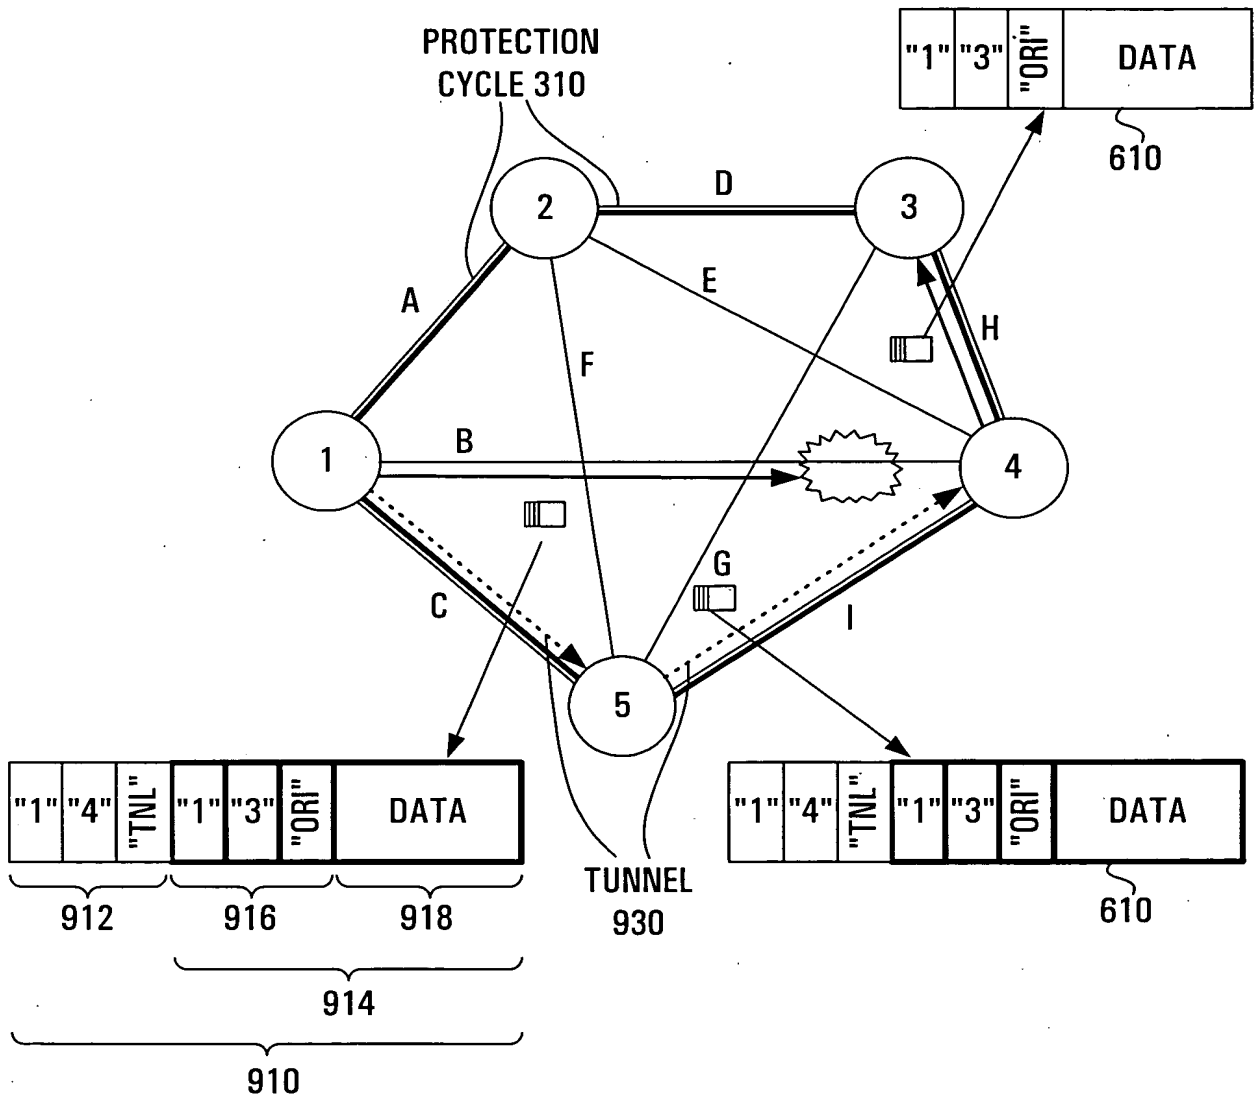 PROTECTION
CYCLE 310
"1" "3" "ORI" DATA
610
2
D
3
A
E
H
F
B
1
4
G
C
I
5
"1" "4" "TNL" "1" "3" "ORI" DATA
912 916 918
914
910
TUNNEL
930
"1" "4" "TNL" "1" "3" "ORI" DATA
610